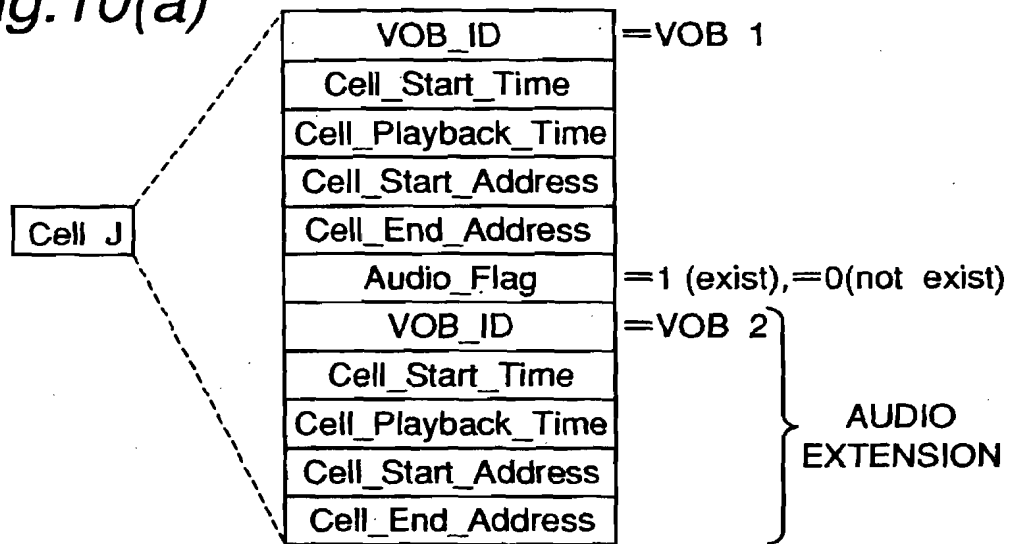 ig.10(a)
VOB_ID =VOB 1
Cell_Start_Time
Cell_Playback_Time
Cell_Start_Address
Cell J
Cell_End_Address
Audio_Flag =1 (exist),=0(not exist)
VOB_ID =VOB 2
Cell_Start_Time
Cell_Playback_Time
AUDIO
EXTENSION
Cell_Start_Address
Cell_End_Address